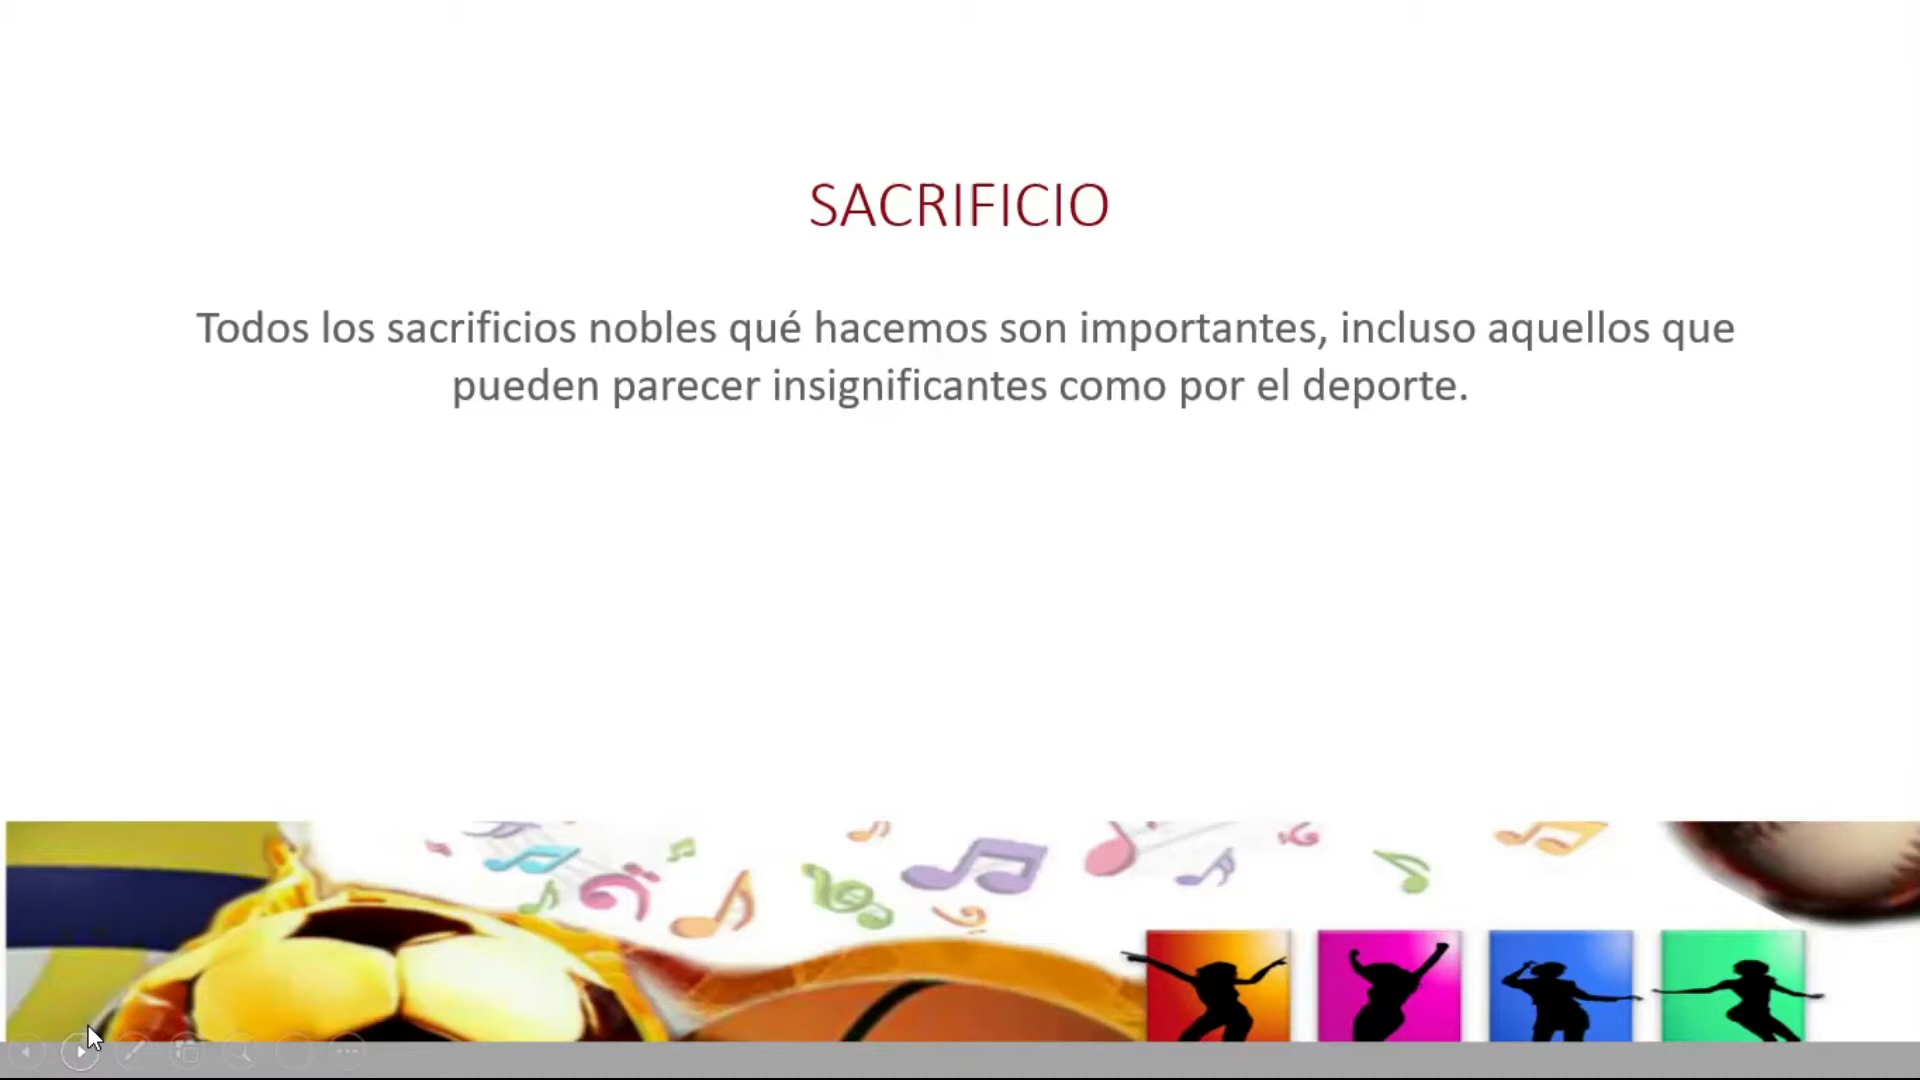 SACRIFICIO
Todos los sacrificios nobles qué hacemos son importantes, incluso aquellos que
pueden parecer insignificantes como por el deporte.